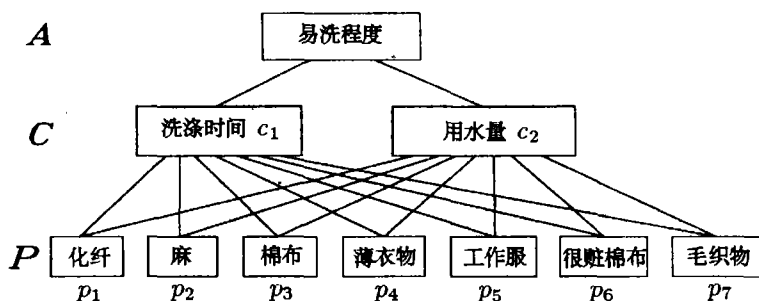 A 易洗程度
C 洗涤时间 c₁ 用水量 c₂
P 化纤 麻 棉布 薄衣物 工作服 很脏棉布 毛织物
p₁ p₂ p₃ p₄ p₅ p₆ p₇